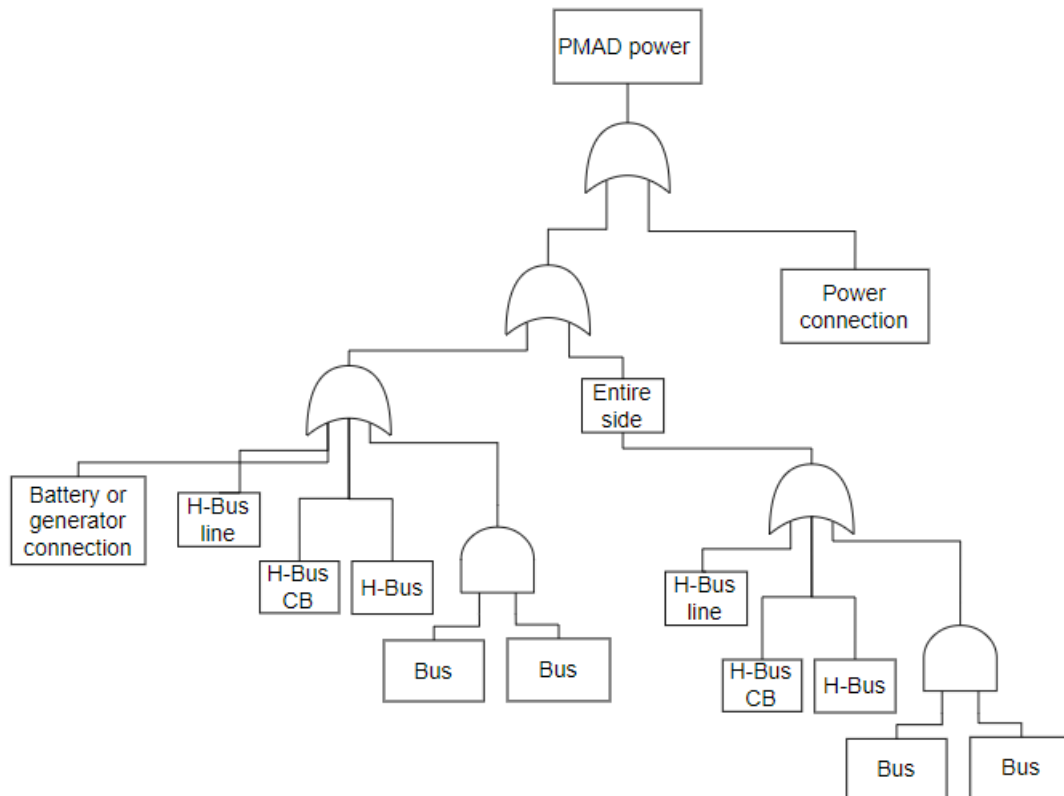 PMAD power
Power
connection
Entire
side
Battery or
generator
connection
H-Bus
line
H-Bus
CB
H-Bus
Bus
Bus
H-Bus
line
H-Bus
CB
H-Bus
Bus
Bus